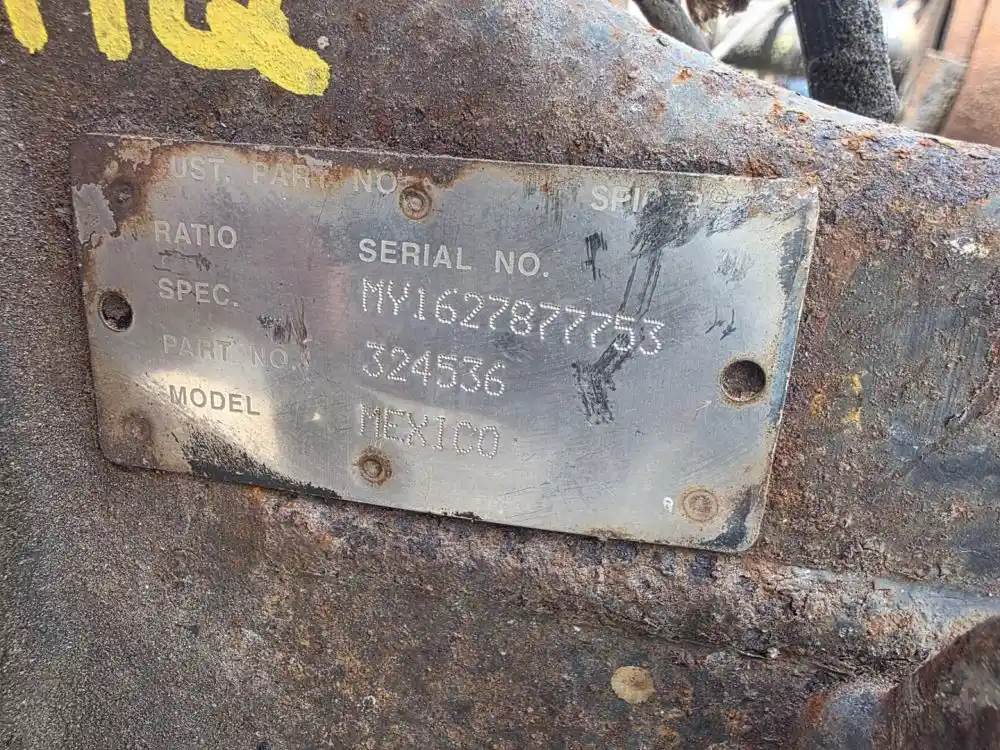 UST. PART NO
RATIO
SERIAL NO.
SPEC.
MY1627877753
PART NO.
324536
MODEL
MEXICO